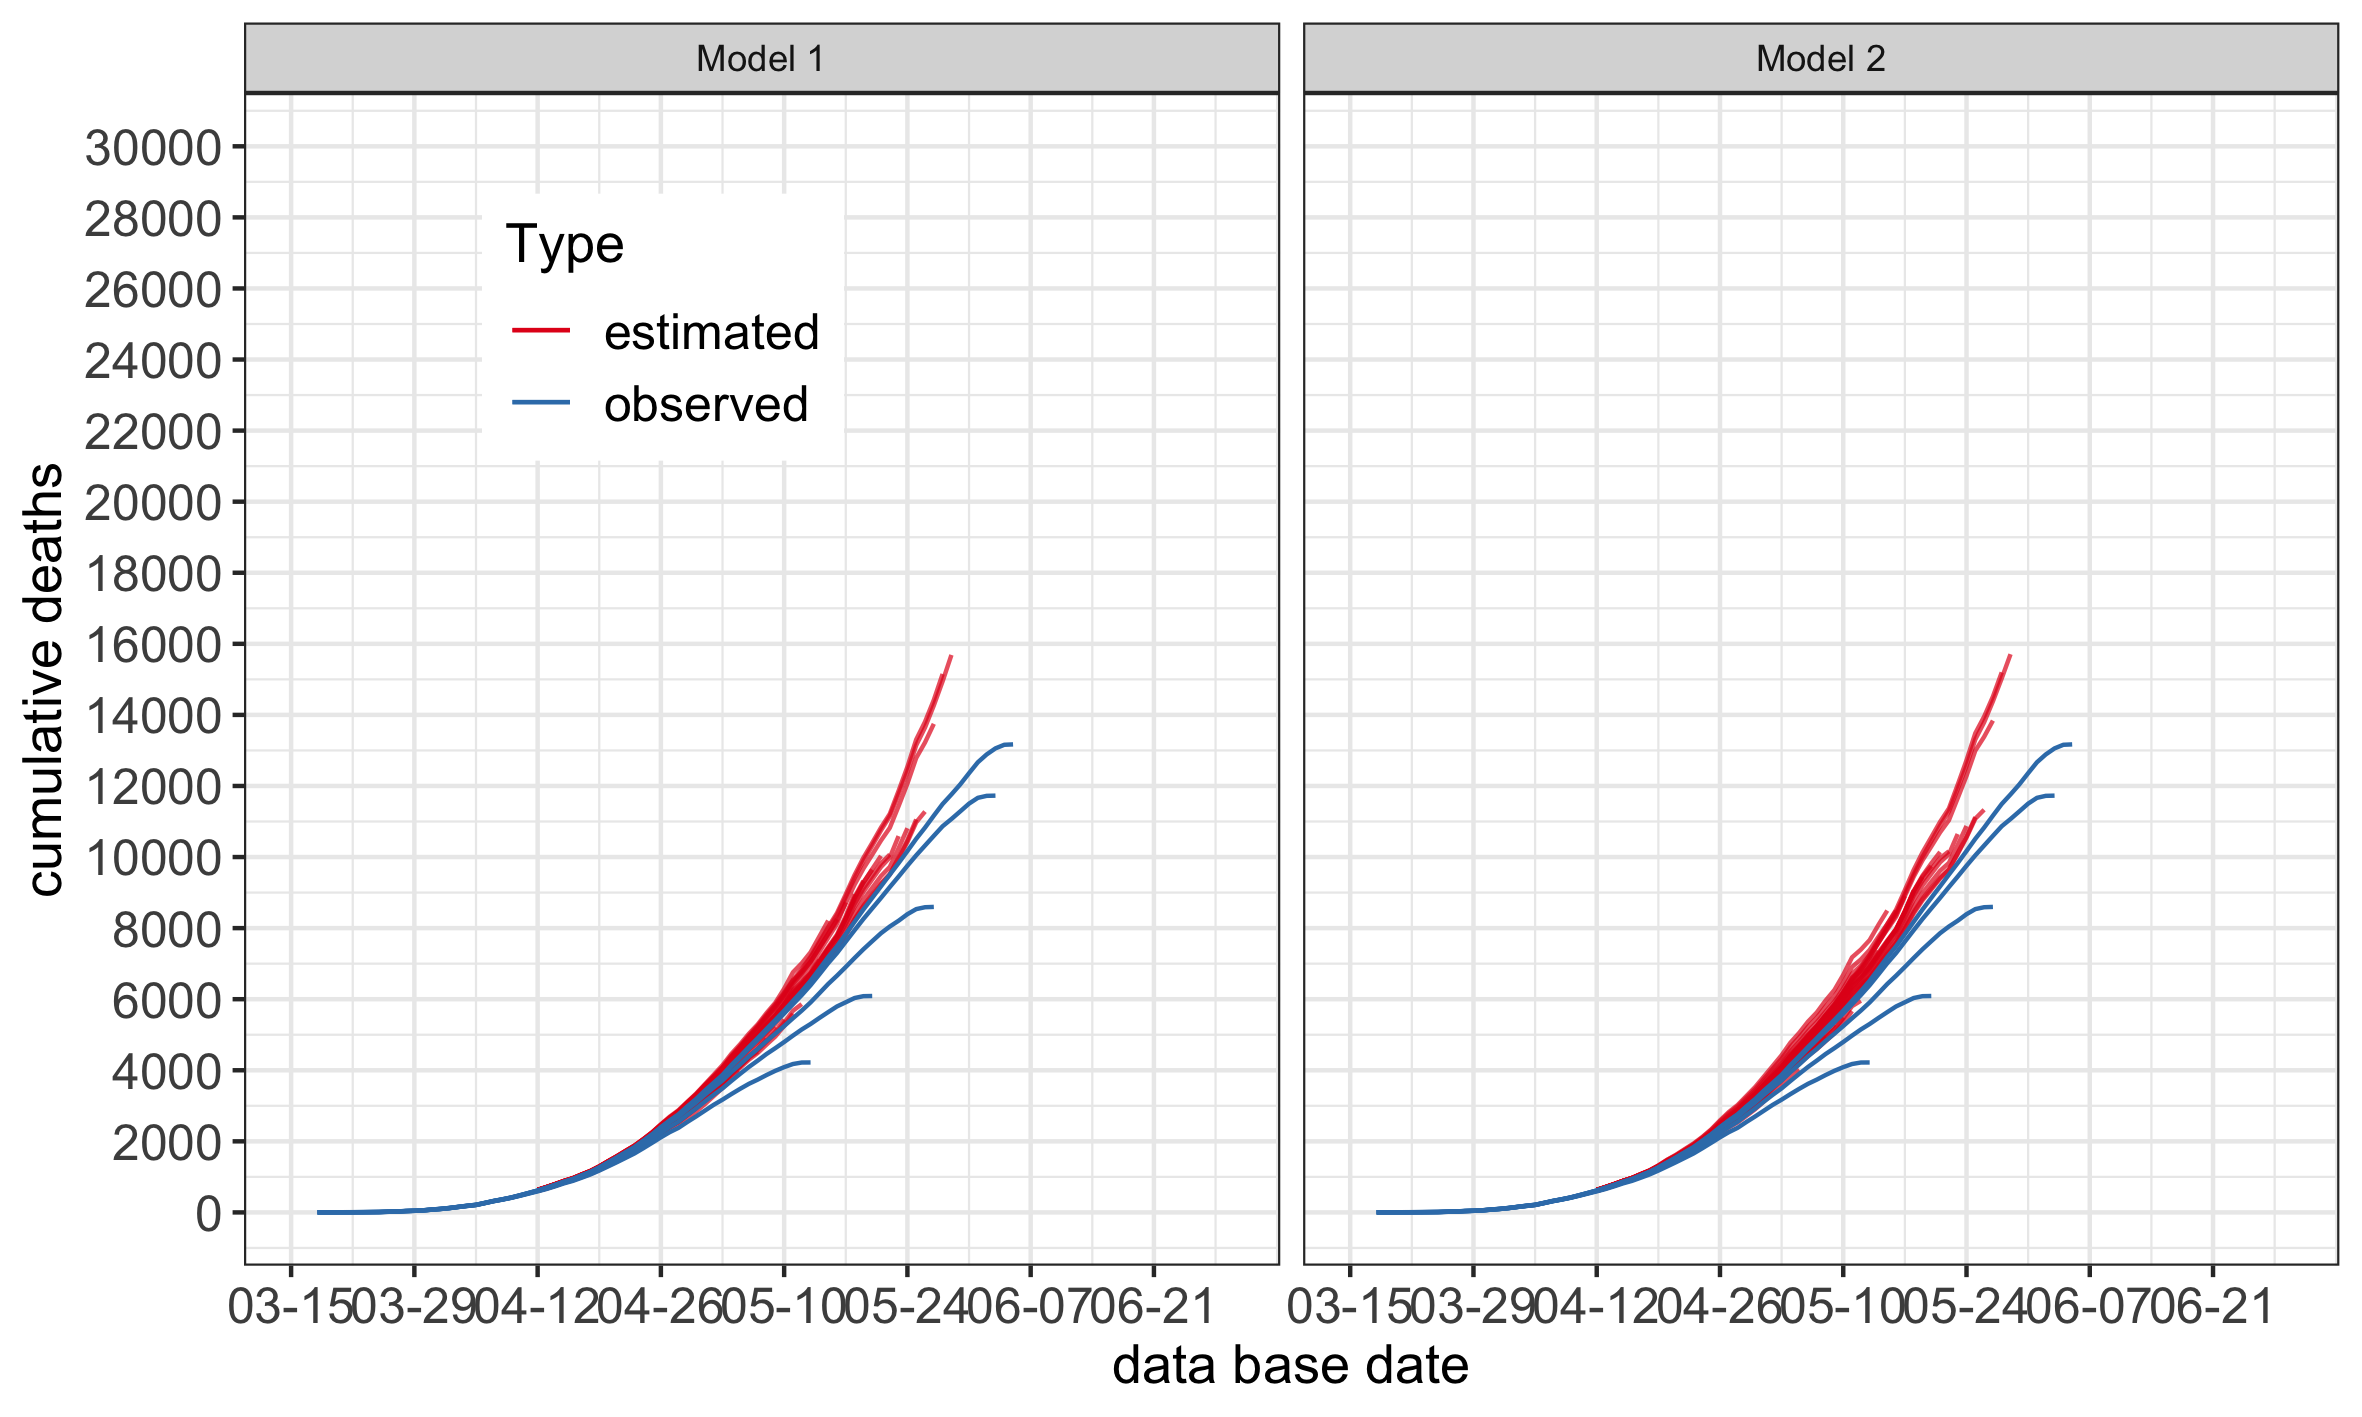 Model 1
Model 2
30000
28000
26000
24000
22000
20000
18000
16000
14000
12000
10000
8000
6000
4000
2000
0
cumulative deaths
Type
estimated
observed
03-15 03-29 04-12 04-26 05-10 05-24 06-07 06-21
03-15 03-29 04-12 04-26 05-10 05-24 06-07 06-21
data base date